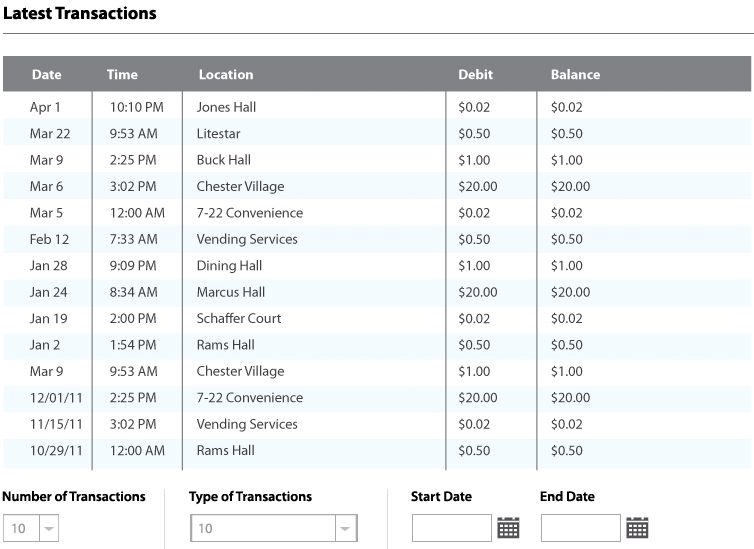 Latest Transactions
Date Time Location Debit Balance
Apr 1 10:10 PM Jones Hall $0.02 $0.02
Mar 22 9:53 AM Litestar $0.50 $0.50
Mar 9 2:25 PM Buck Hall $1.00 $1.00
Mar 6 3:02 PM Chester Village $20.00 $20.00
Mar 5 12:00 AM 7-22 Convenience $0.02 $0.02
Feb 12 7:33 AM Vending Services $0.50 $0.50
Jan 28 9:09 PM Dining Hall $1.00 $1.00
Jan 24 8:34 AM Marcus Hall $20.00 $20.00
Jan 19 2:00 PM Schaffer Court $0.02 $0.02
Jan 2 1:54 PM Rams Hall $0.50 $0.50
Mar 9 9:53 AM Chester Village $1.00 $1.00
12/01/11 2:25 PM 7-22 Convenience $20.00 $20.00
11/15/11 3:02 PM Vending Services $0.02 $0.02
10/29/11 12:00 AM Rams Hall $0.50 $0.50
Number of Transactions Type of Transactions Start Date End Date
10 10